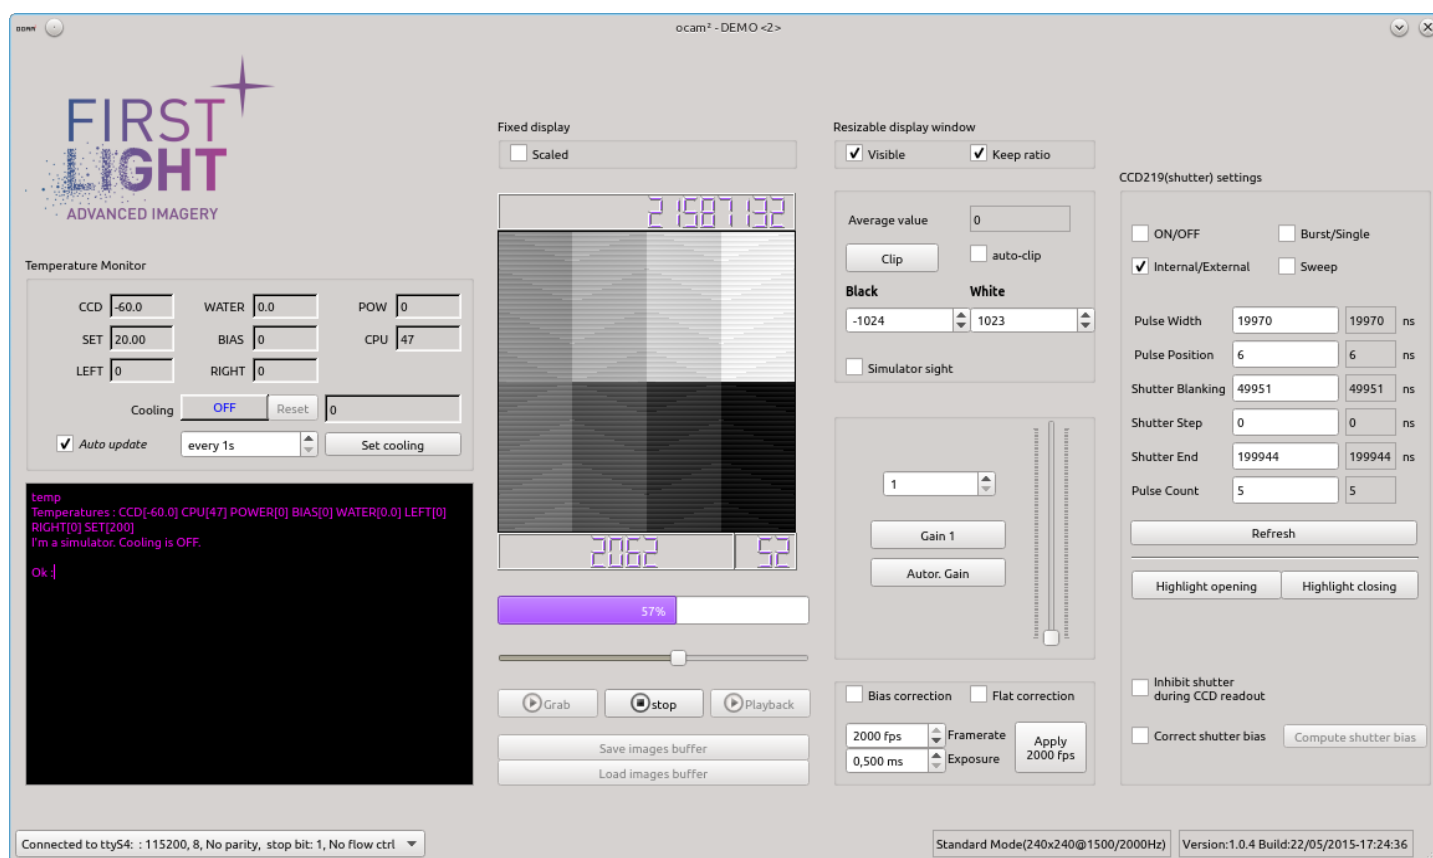 ocam² - DEMO <2>
FIRST
LIGHT
ADVANCED IMAGERY
Temperature Monitor
CCD -60.0 WATER 0.0 POW 0
SET 20.00 BIAS 0 CPU 47
LEFT 0 RIGHT 0
Cooling OFF Reset 0
Auto update every 1s Set cooling
temp
Temperatures : CCD[-60.0] CPU[47] POWER[0] BIAS[0] WATER[0.0] LEFT[0]
RIGHT[0] SET[200]
I'm a simulator. Cooling is OFF.
Ok :
Fixed display
Scaled
21587132
2062 52
57%
Grab stop Playback
Save images buffer
Load images buffer
Resizable display window
Visible Keep ratio
Average value 0
Clip auto-clip
Black White
-1024 1023
Simulator sight
1
Gain 1
Autor. Gain
Bias correction Flat correction
2000 fps Framerate
0,500 ms Exposure
Apply
2000 fps
CCD219(shutter) settings
ON/OFF Burst/Single
Internal/External Sweep
Pulse Width 19970 19970 ns
Pulse Position 6 6 ns
Shutter Blanking 49951 49951 ns
Shutter Step 0 0 ns
Shutter End 199944 199944 ns
Pulse Count 5 5
Refresh
Highlight opening Highlight closing
Inhibit shutter
during CCD readout
Correct shutter bias Compute shutter bias
Connected to ttyS4: : 115200, 8, No parity, stop bit: 1, No flow ctrl
Standard Mode(240x240@1500/2000Hz) Version:1.0.4 Build:22/05/2015-17:24:36